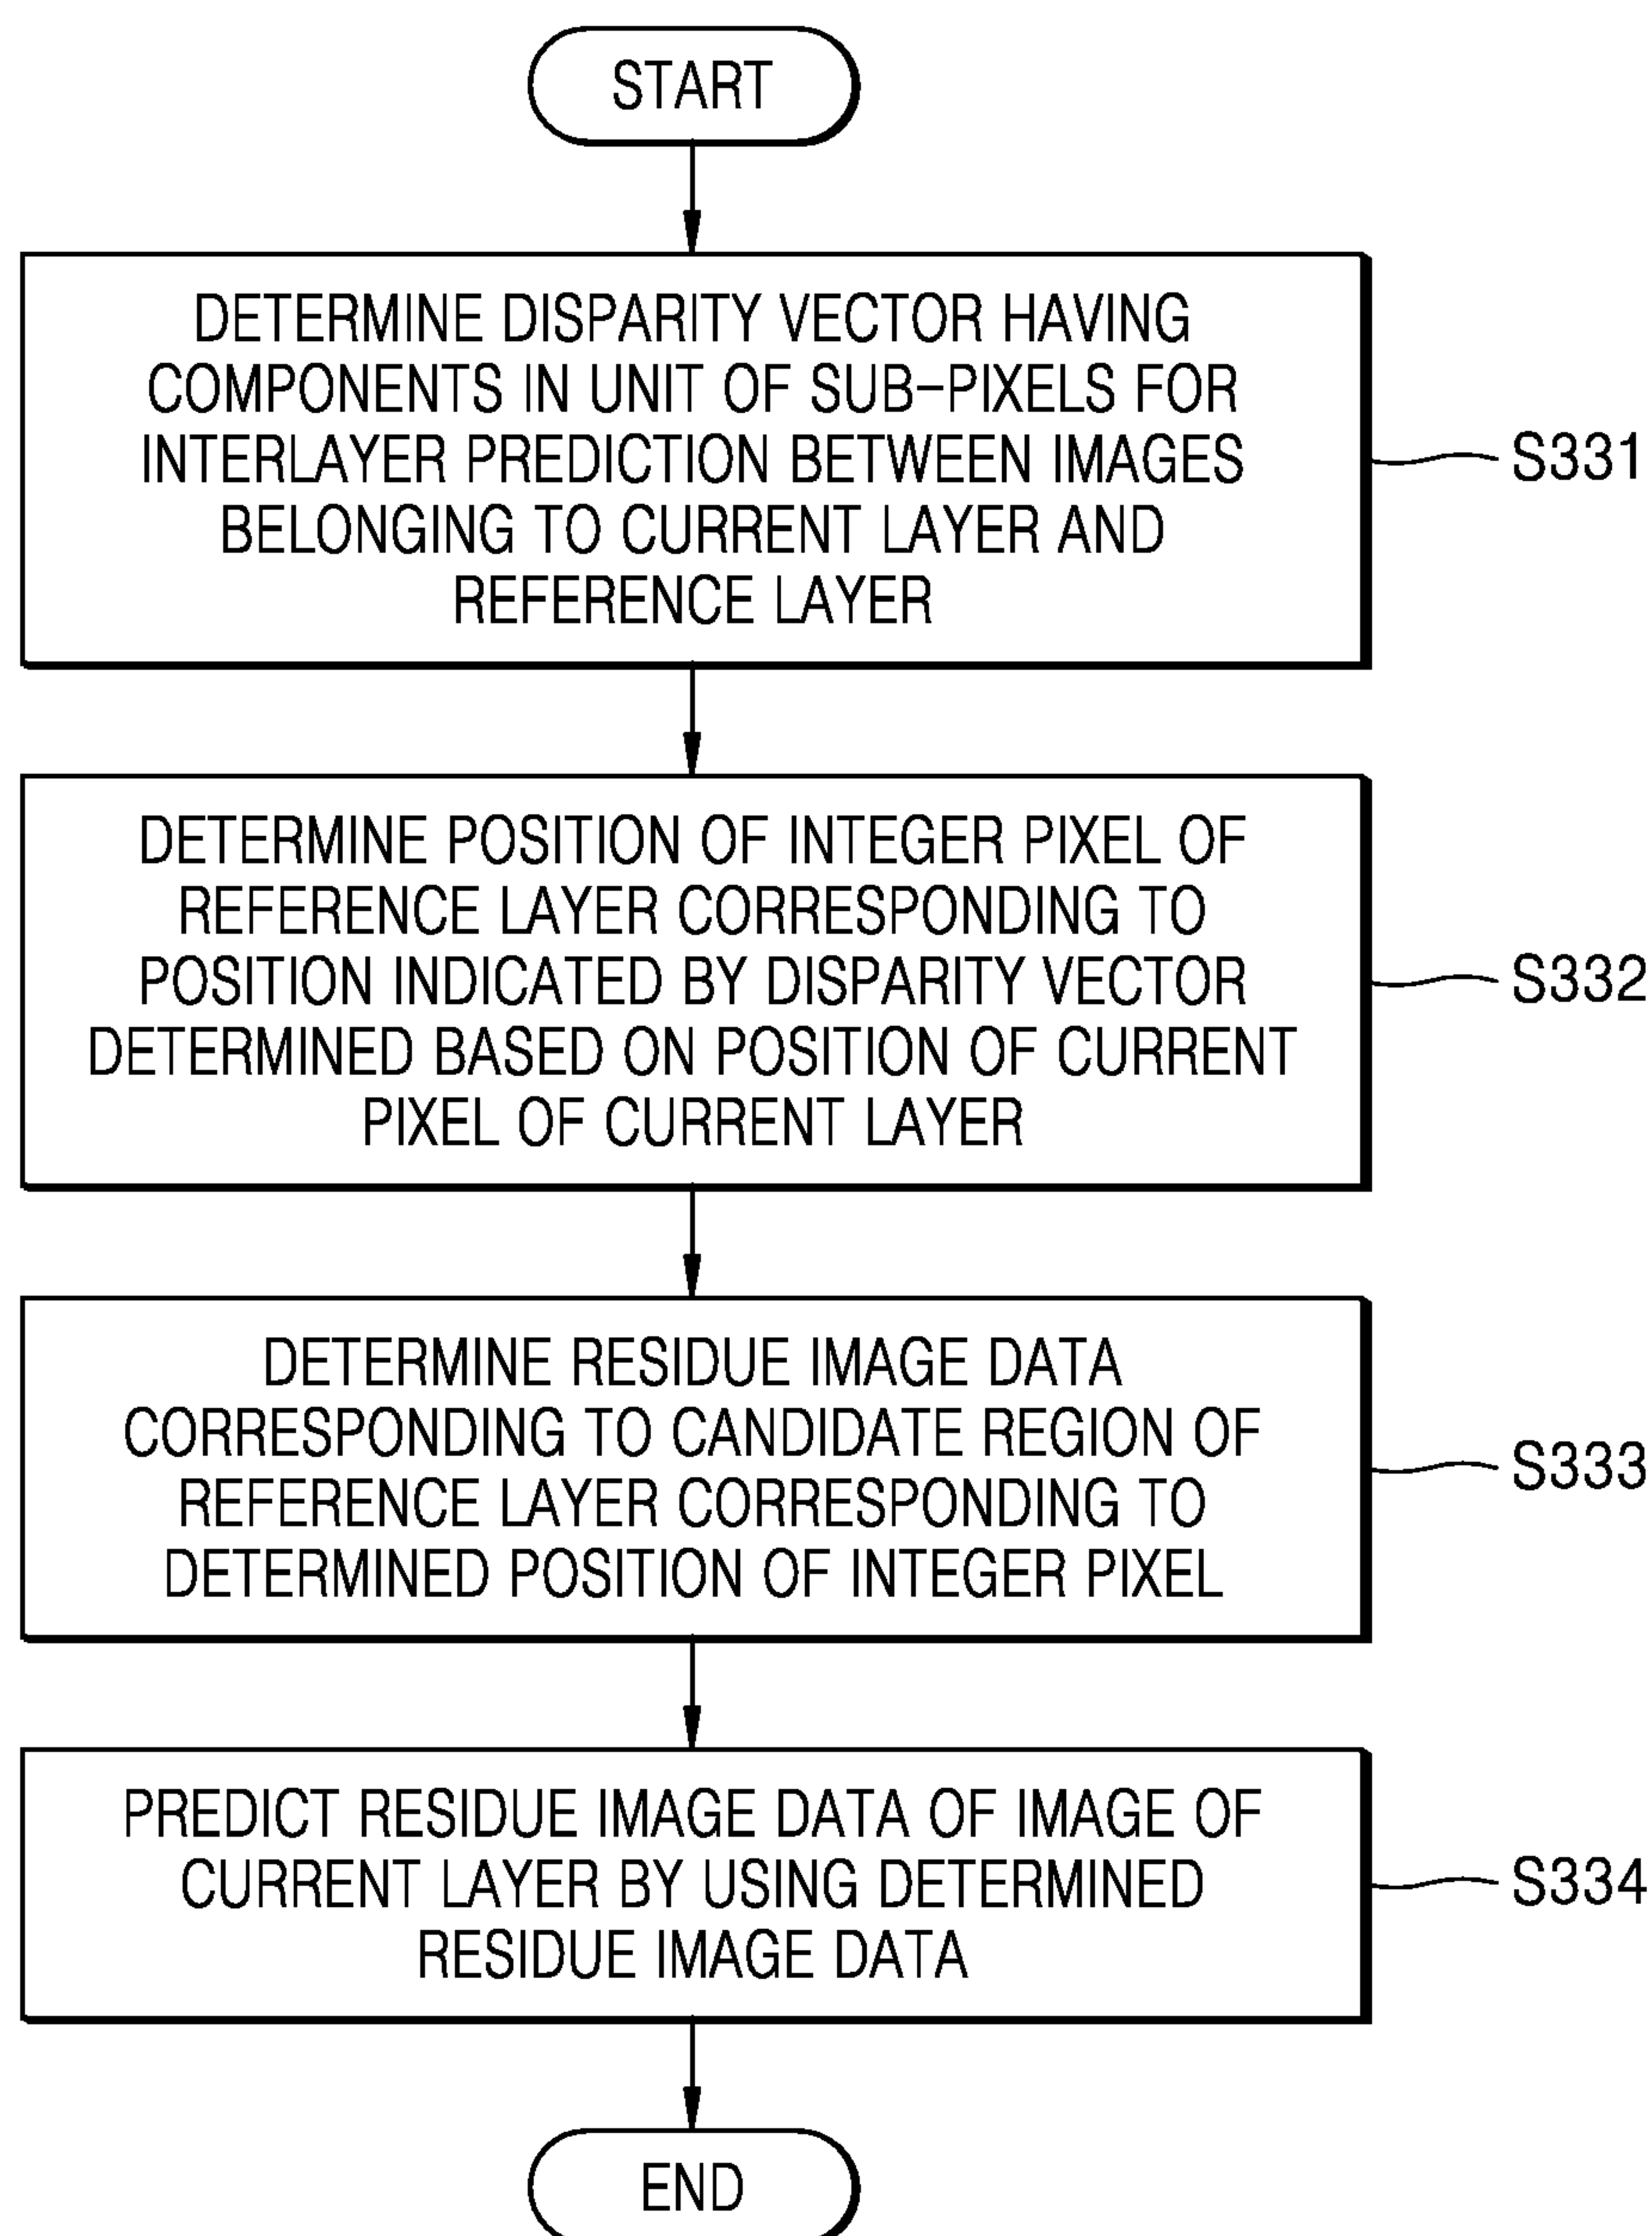 START
DETERMINE DISPARITY VECTOR HAVING
COMPONENTS IN UNIT OF SUB-PIXELS FOR
INTERLAYER PREDICTION BETWEEN IMAGES
BELONGING TO CURRENT LAYER AND
REFERENCE LAYER
S331
DETERMINE POSITION OF INTEGER PIXEL OF
REFERENCE LAYER CORRESPONDING TO
POSITION INDICATED BY DISPARITY VECTOR
DETERMINED BASED ON POSITION OF CURRENT
PIXEL OF CURRENT LAYER
S332
DETERMINE RESIDUE IMAGE DATA
CORRESPONDING TO CANDIDATE REGION OF
REFERENCE LAYER CORRESPONDING TO
DETERMINED POSITION OF INTEGER PIXEL
S333
PREDICT RESIDUE IMAGE DATA OF IMAGE OF
CURRENT LAYER BY USING DETERMINED
RESIDUE IMAGE DATA
S334
END